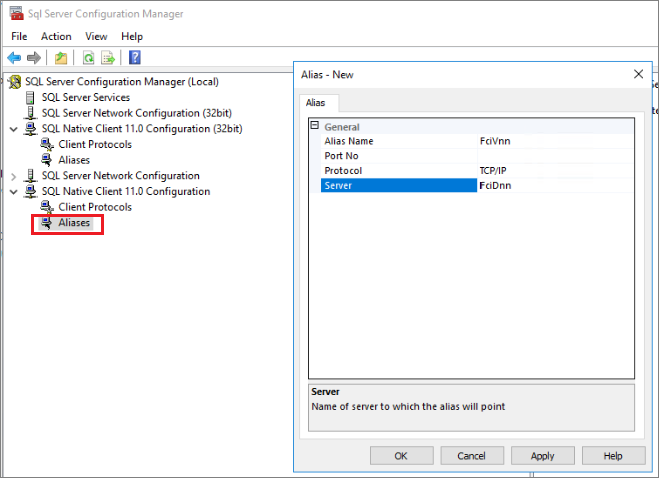 Sql Server Configuration Manager
File Action View Help
SQL Server Configuration Manager (Local)
SQL Server Services
SQL Server Network Configuration (32bit)
SQL Native Client 11.0 Configuration (32bit)
Client Protocols
Aliases
SQL Server Network Configuration
SQL Native Client 11.0 Configuration
Client Protocols
Aliases
Alias - New
Alias
General
Alias Name FciVnn
Port No
Protocol TCP/IP
Server FciDnn
Server
Name of server to which the alias will point
OK Cancel Apply Help